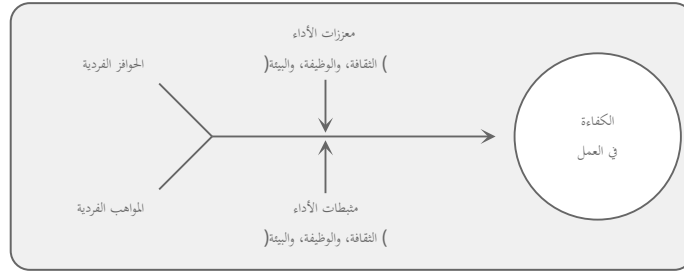 معززات الأداء
)الثقافة، والوظيفة، والبيئة(
الحوافز الفردية
الكفاءة
في العمل
المواهب الفردية
مثبطات الأداء
)الثقافة، والوظيفة، والبيئة(